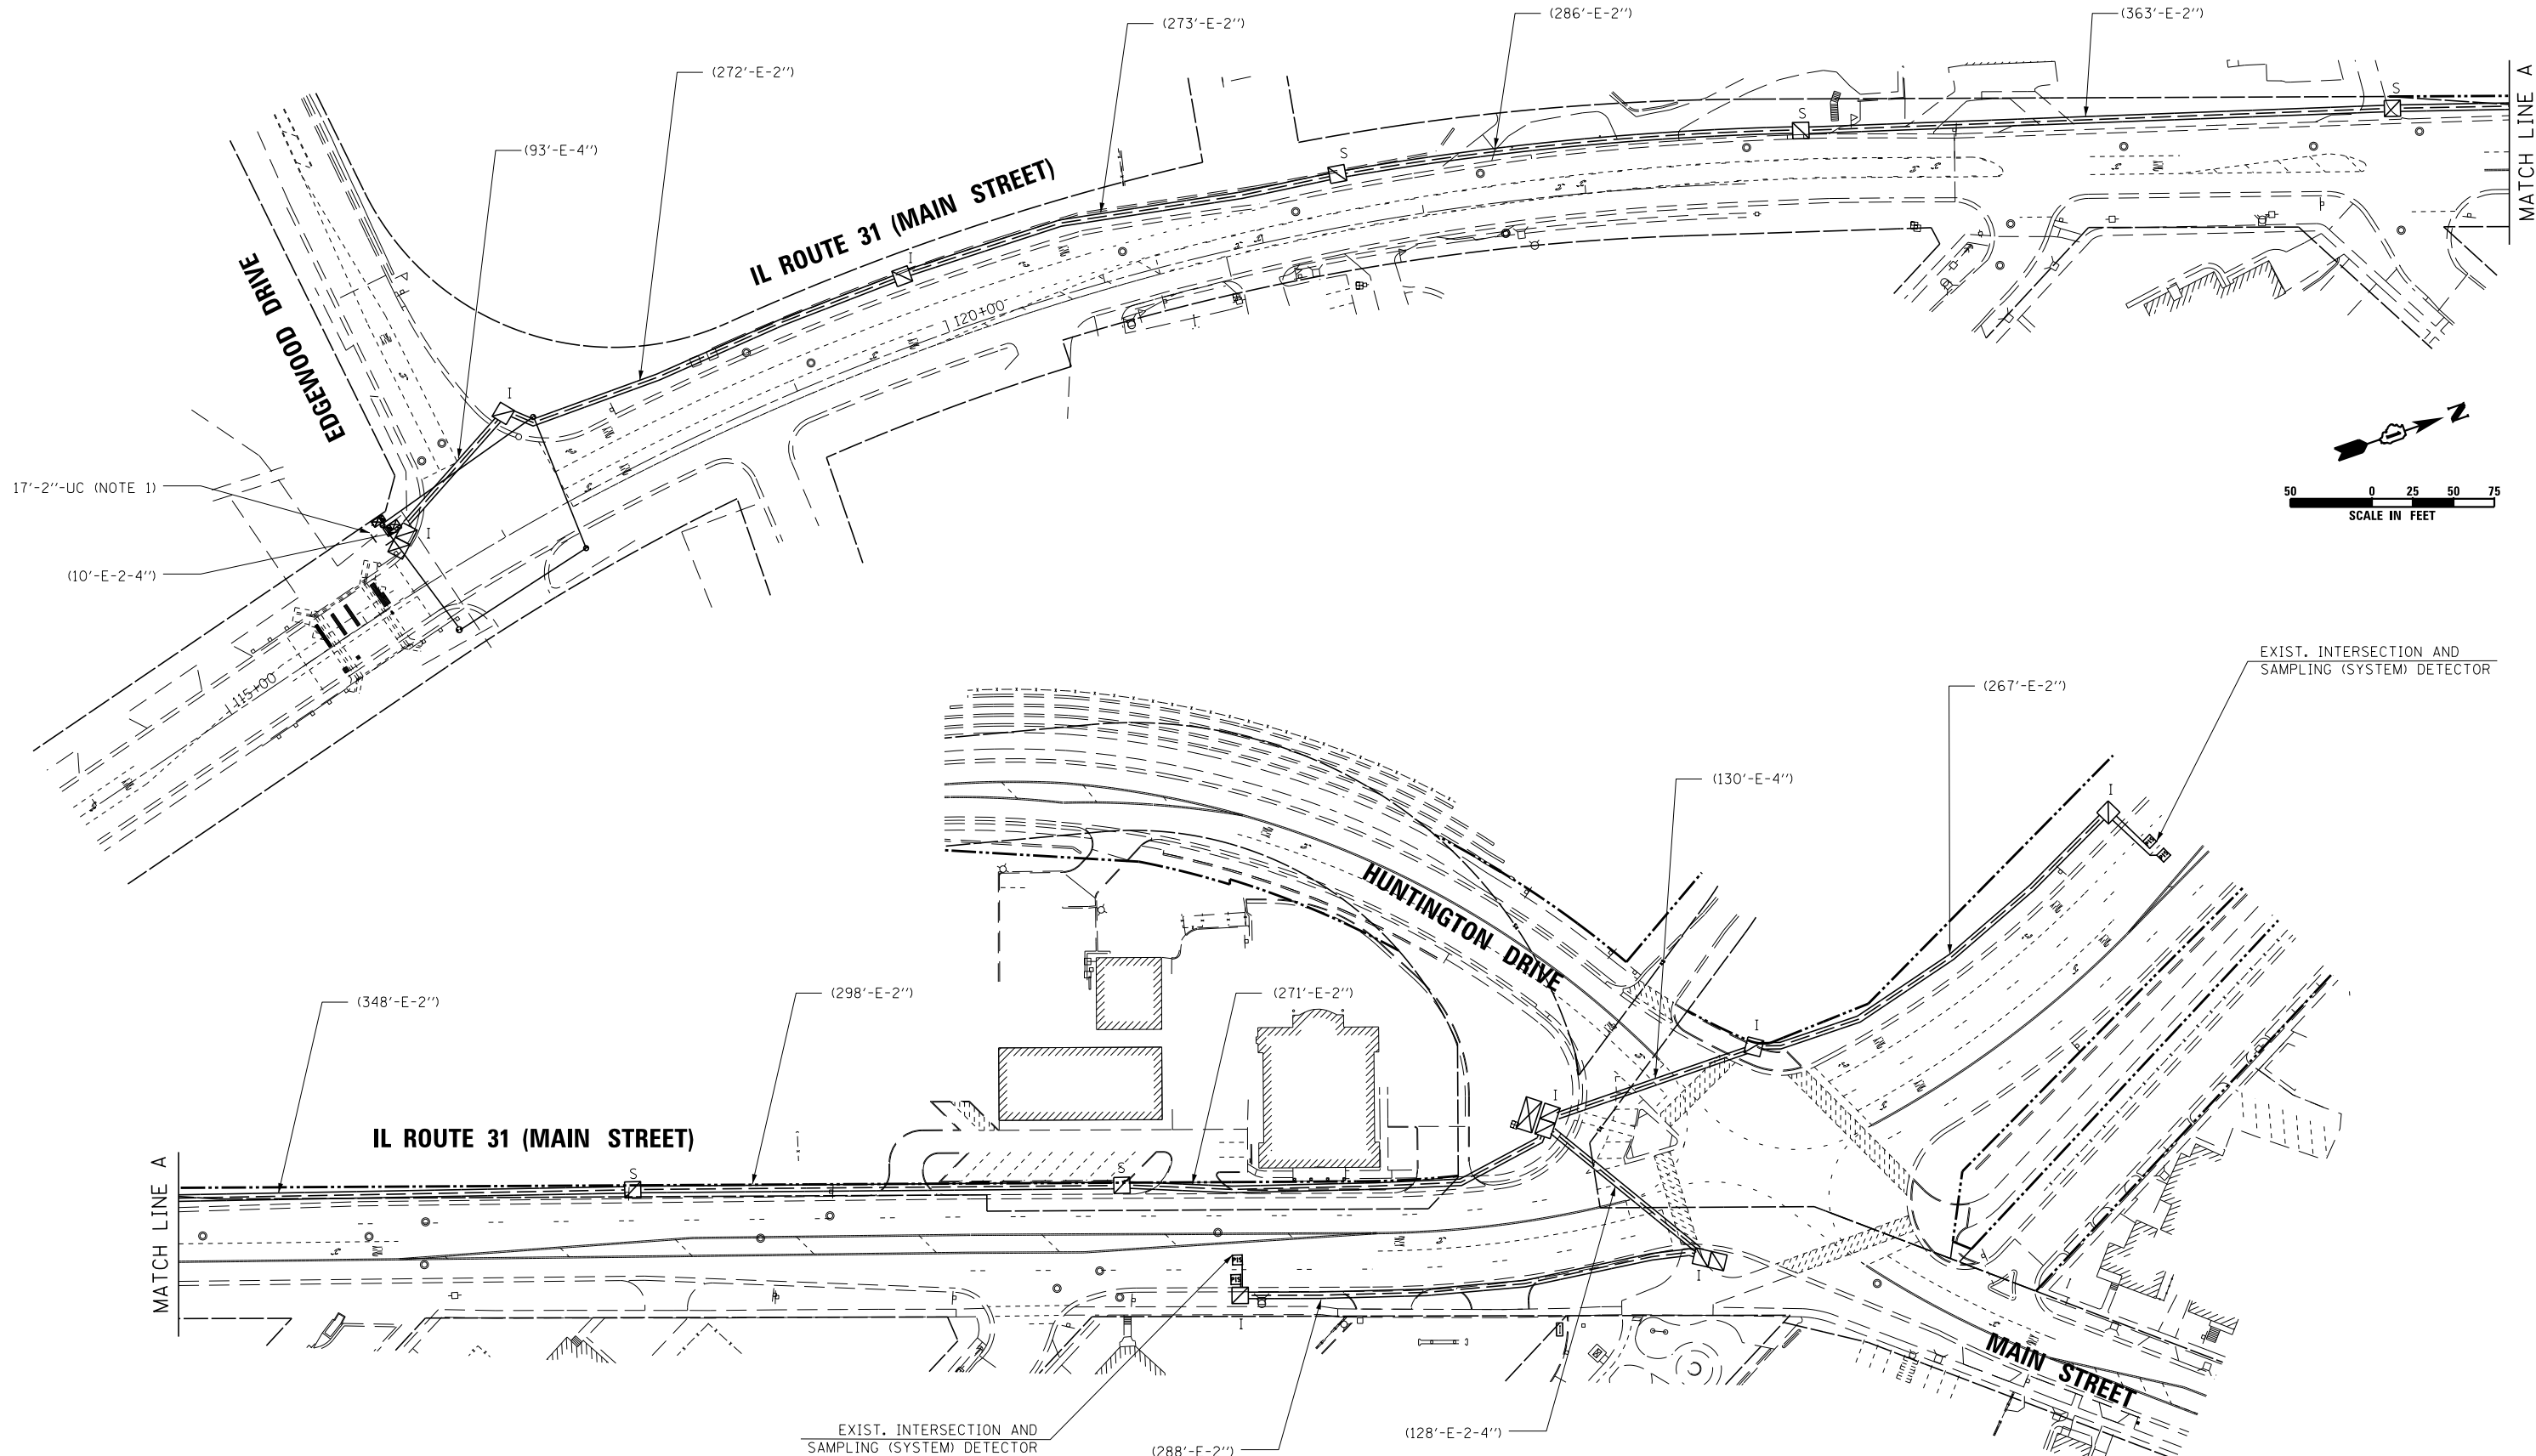 (273'-E-2'')
(286'-E-2'')
(363'-E-2'')
(272'-E-2'')
S
MATCH LINE A
S
(93'-E-4'')
S
IL ROUTE 31 (MAIN STREET)
I
EDGEWOOD DRIVE
120+00
I
N
17'-2''-UC (NOTE 1)
I
50 0 25 50 75
SCALE IN FEET
(10'-E-2-4'')
115+00
EXIST. INTERSECTION AND
SAMPLING (SYSTEM) DETECTOR
(267'-E-2'')
(130'-E-4'')
I
HUNTINGTON DRIVE
(348'-E-2'')
(298'-E-2'')
(271'-E-2'')
I
I
IL ROUTE 31 (MAIN STREET)
MATCH LINE A
S
S
I
I
MAIN STREET
EXIST. INTERSECTION AND
SAMPLING (SYSTEM) DETECTOR
(288'-E-2'')
(128'-E-2-4'')